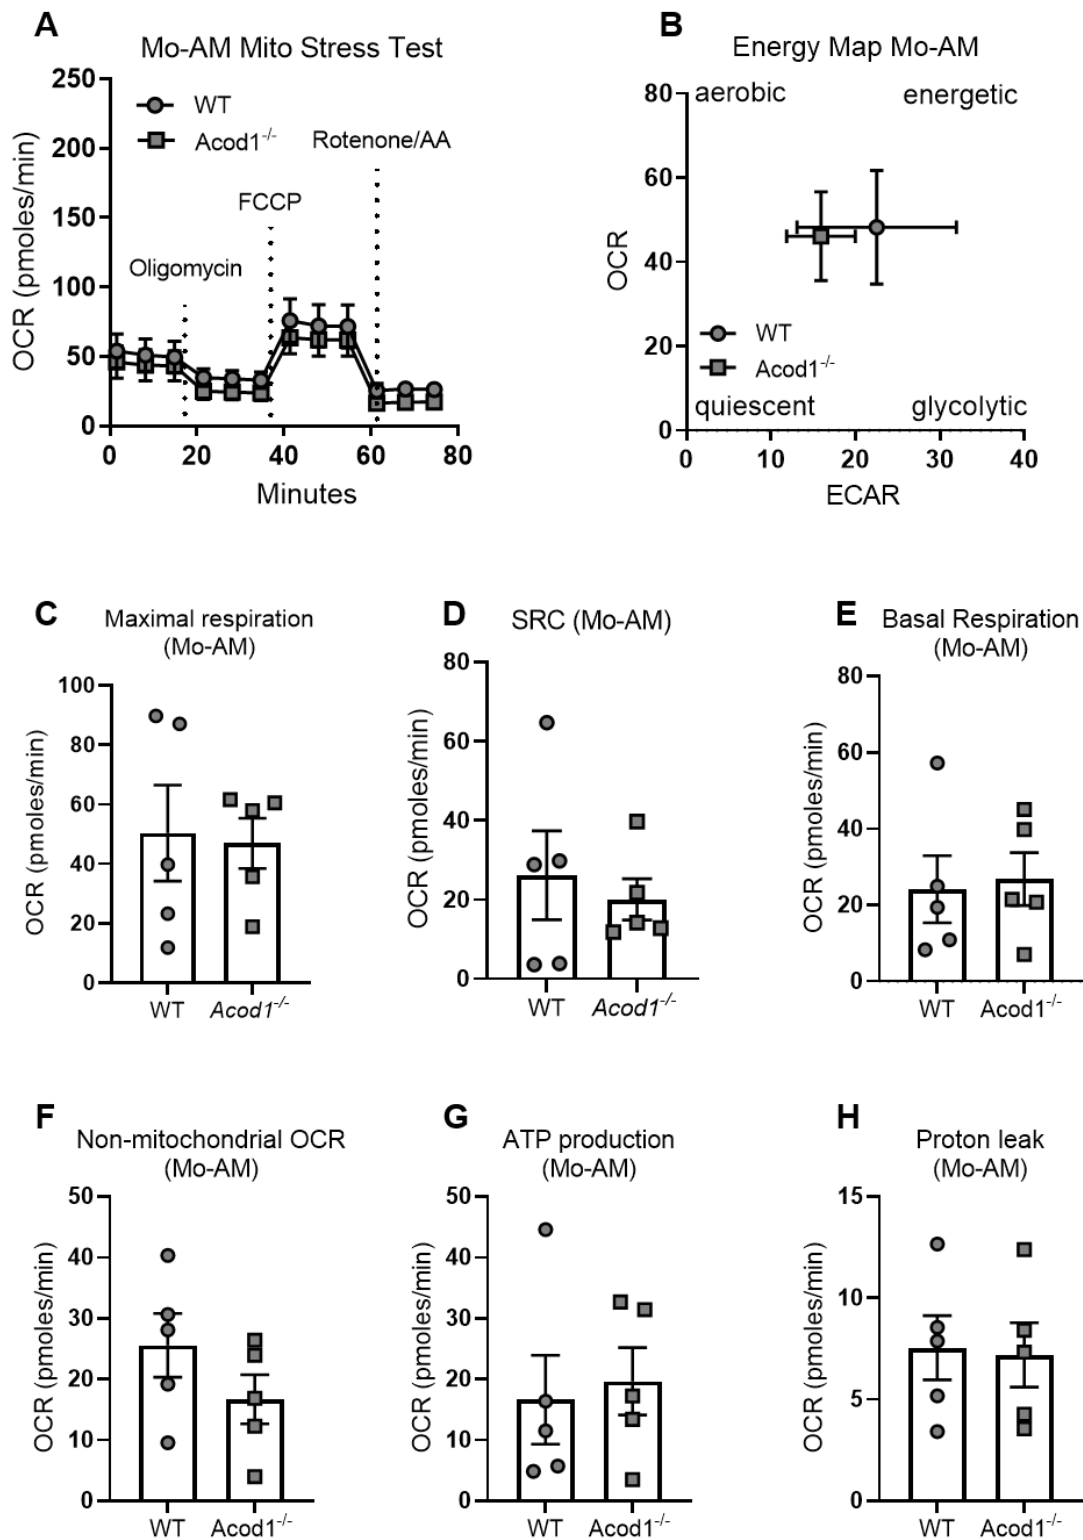 A
Mo-AM Mito Stress Test
250
200
150
100
50
0
OCR (pmoles/min)
WT
Acod1-/-
Oligomycin
FCCP
Rotenone/AA
0 20 40 60 80
Minutes
B
Energy Map Mo-AM
80
60
40
20
0
OCR
aerobic energetic
WT
Acod1-/-
quiescent glycolytic
0 10 20 30 40
ECAR
C
Maximal respiration
(Mo-AM)
100
80
60
40
20
0
OCR (pmoles/min)
WT Acod1-/-
D
SRC (Mo-AM)
80
60
40
20
0
OCR (pmoles/min)
WT Acod1-/-
E
Basal Respiration
(Mo-AM)
80
60
40
20
0
OCR (pmoles/min)
WT Acod1-/-
F
Non-mitochondrial OCR
(Mo-AM)
50
40
30
20
10
0
OCR (pmoles/min)
WT Acod1-/-
G
ATP production
(Mo-AM)
50
40
30
20
10
0
OCR (pmoles/min)
WT Acod1-/-
H
Proton leak
(Mo-AM)
15
10
5
0
OCR (pmoles/min)
WT Acod1-/-